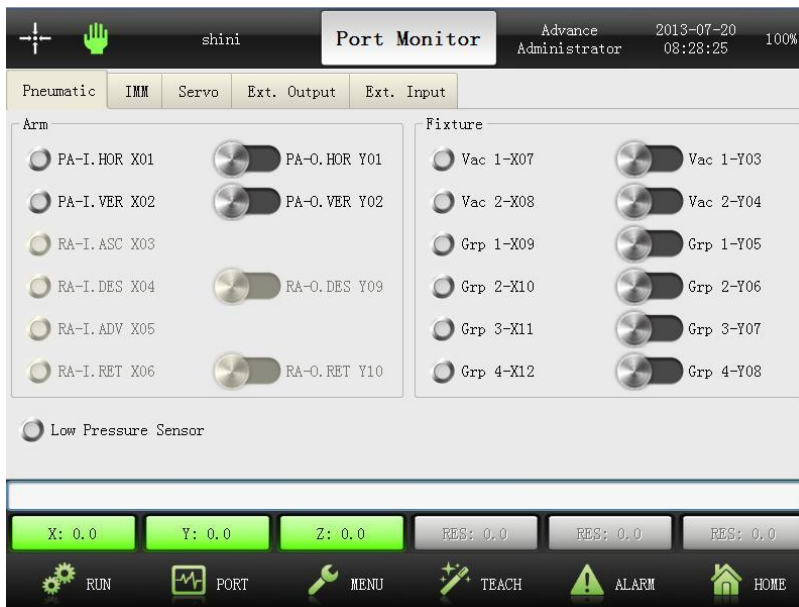 shini
Port Monitor
Advance
Administrator
2013-07-20
08:28:25
100%
Pneumatic IMM Servo Ext. Output Ext. Input
Arm
PA-I.HOR X01 PA-O.HOR Y01
PA-I.VER X02 PA-O.VER Y02
RA-I.ASC X03
RA-I.DES X04 RA-O.DES Y09
RA-I.ADV X05
RA-I.RET X06 RA-O.RET Y10
Fixture
Vac 1-X07 Vac 1-Y03
Vac 2-X08 Vac 2-Y04
Grp 1-X09 Grp 1-Y05
Grp 2-X10 Grp 2-Y06
Grp 3-X11 Grp 3-Y07
Grp 4-X12 Grp 4-Y08
Low Pressure Sensor
X: 0.0 Y: 0.0 Z: 0.0 RES: 0.0 RES: 0.0 RES: 0.0
RUN PORT MENU TEACH ALARM HOME